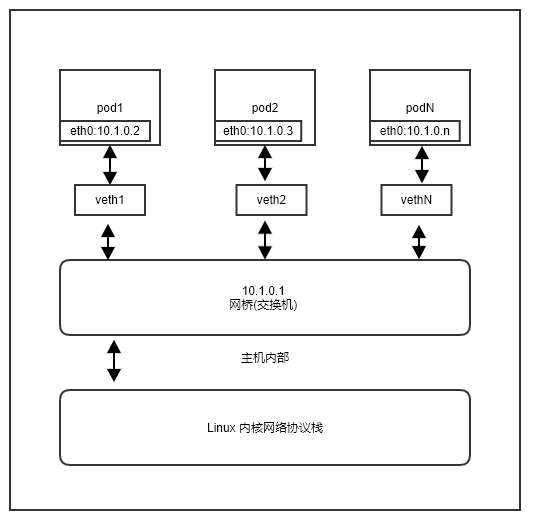 pod1
pod2
podN
eth0:10.1.0.2
eth0:10.1.0.3
eth0:10.1.0.n
veth1
veth2
vethN
10.1.0.1
网桥(交换机)
主机内部
Linux 内核网络协议栈